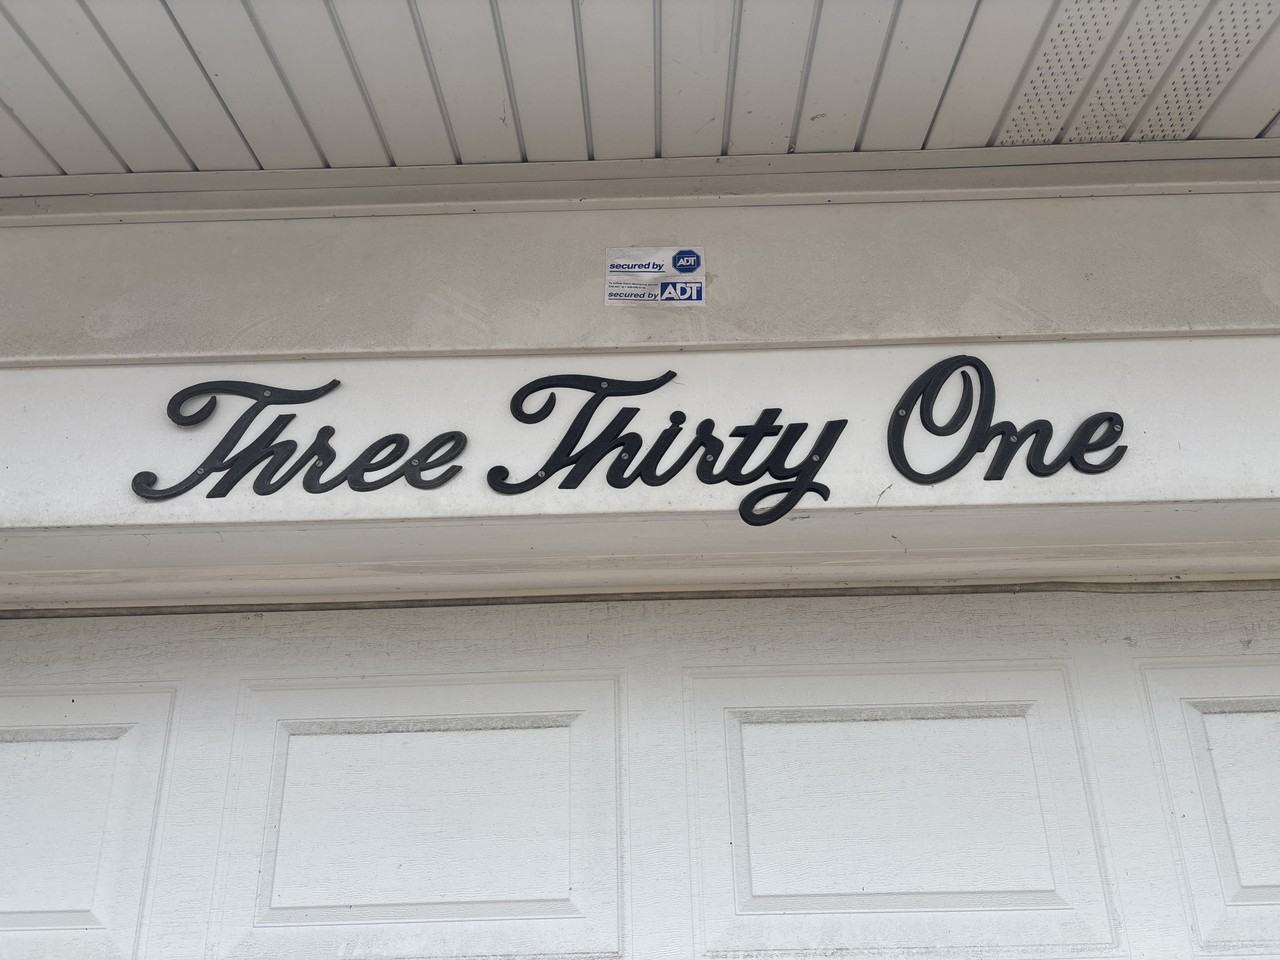 secured by ADT
secured by ADT
Three Thirty One